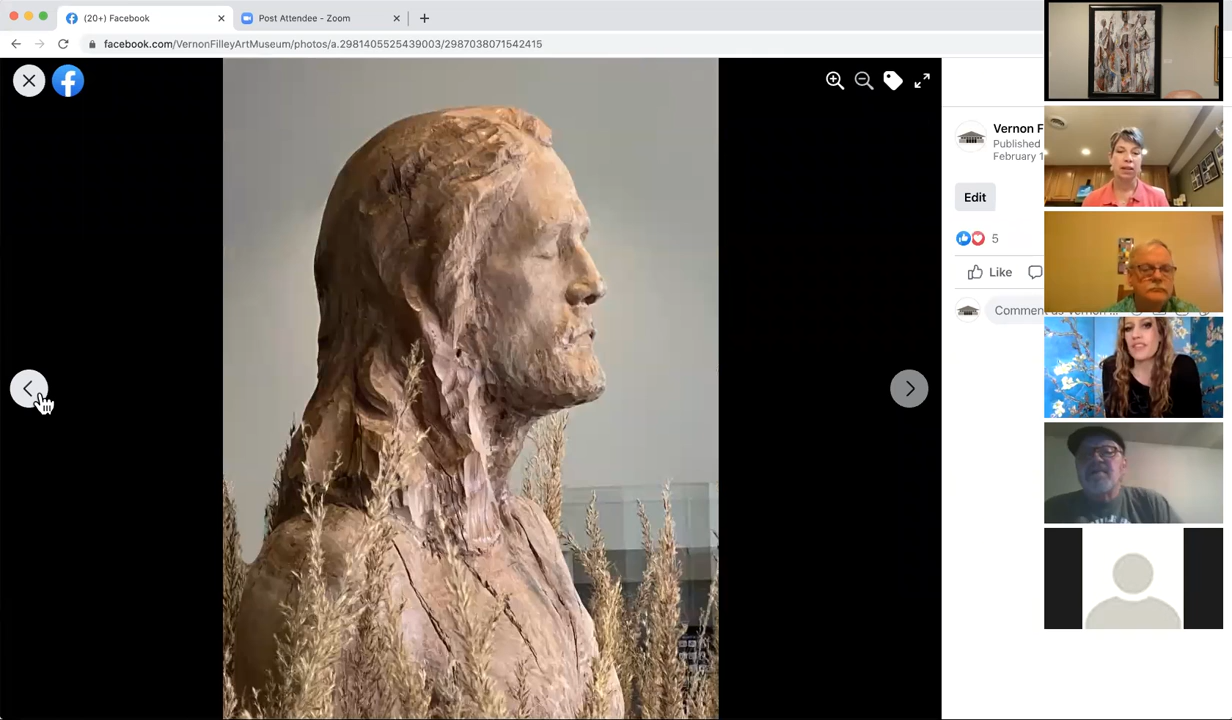 (20+) Facebook
Post Attendee - Zoom
facebook.com/VernonFilleyArtMuseum/photos/a.2981405525439003/2987038071542415
Vernon F
Published
February 1
Edit
5
Like
Comment as Vernon ...